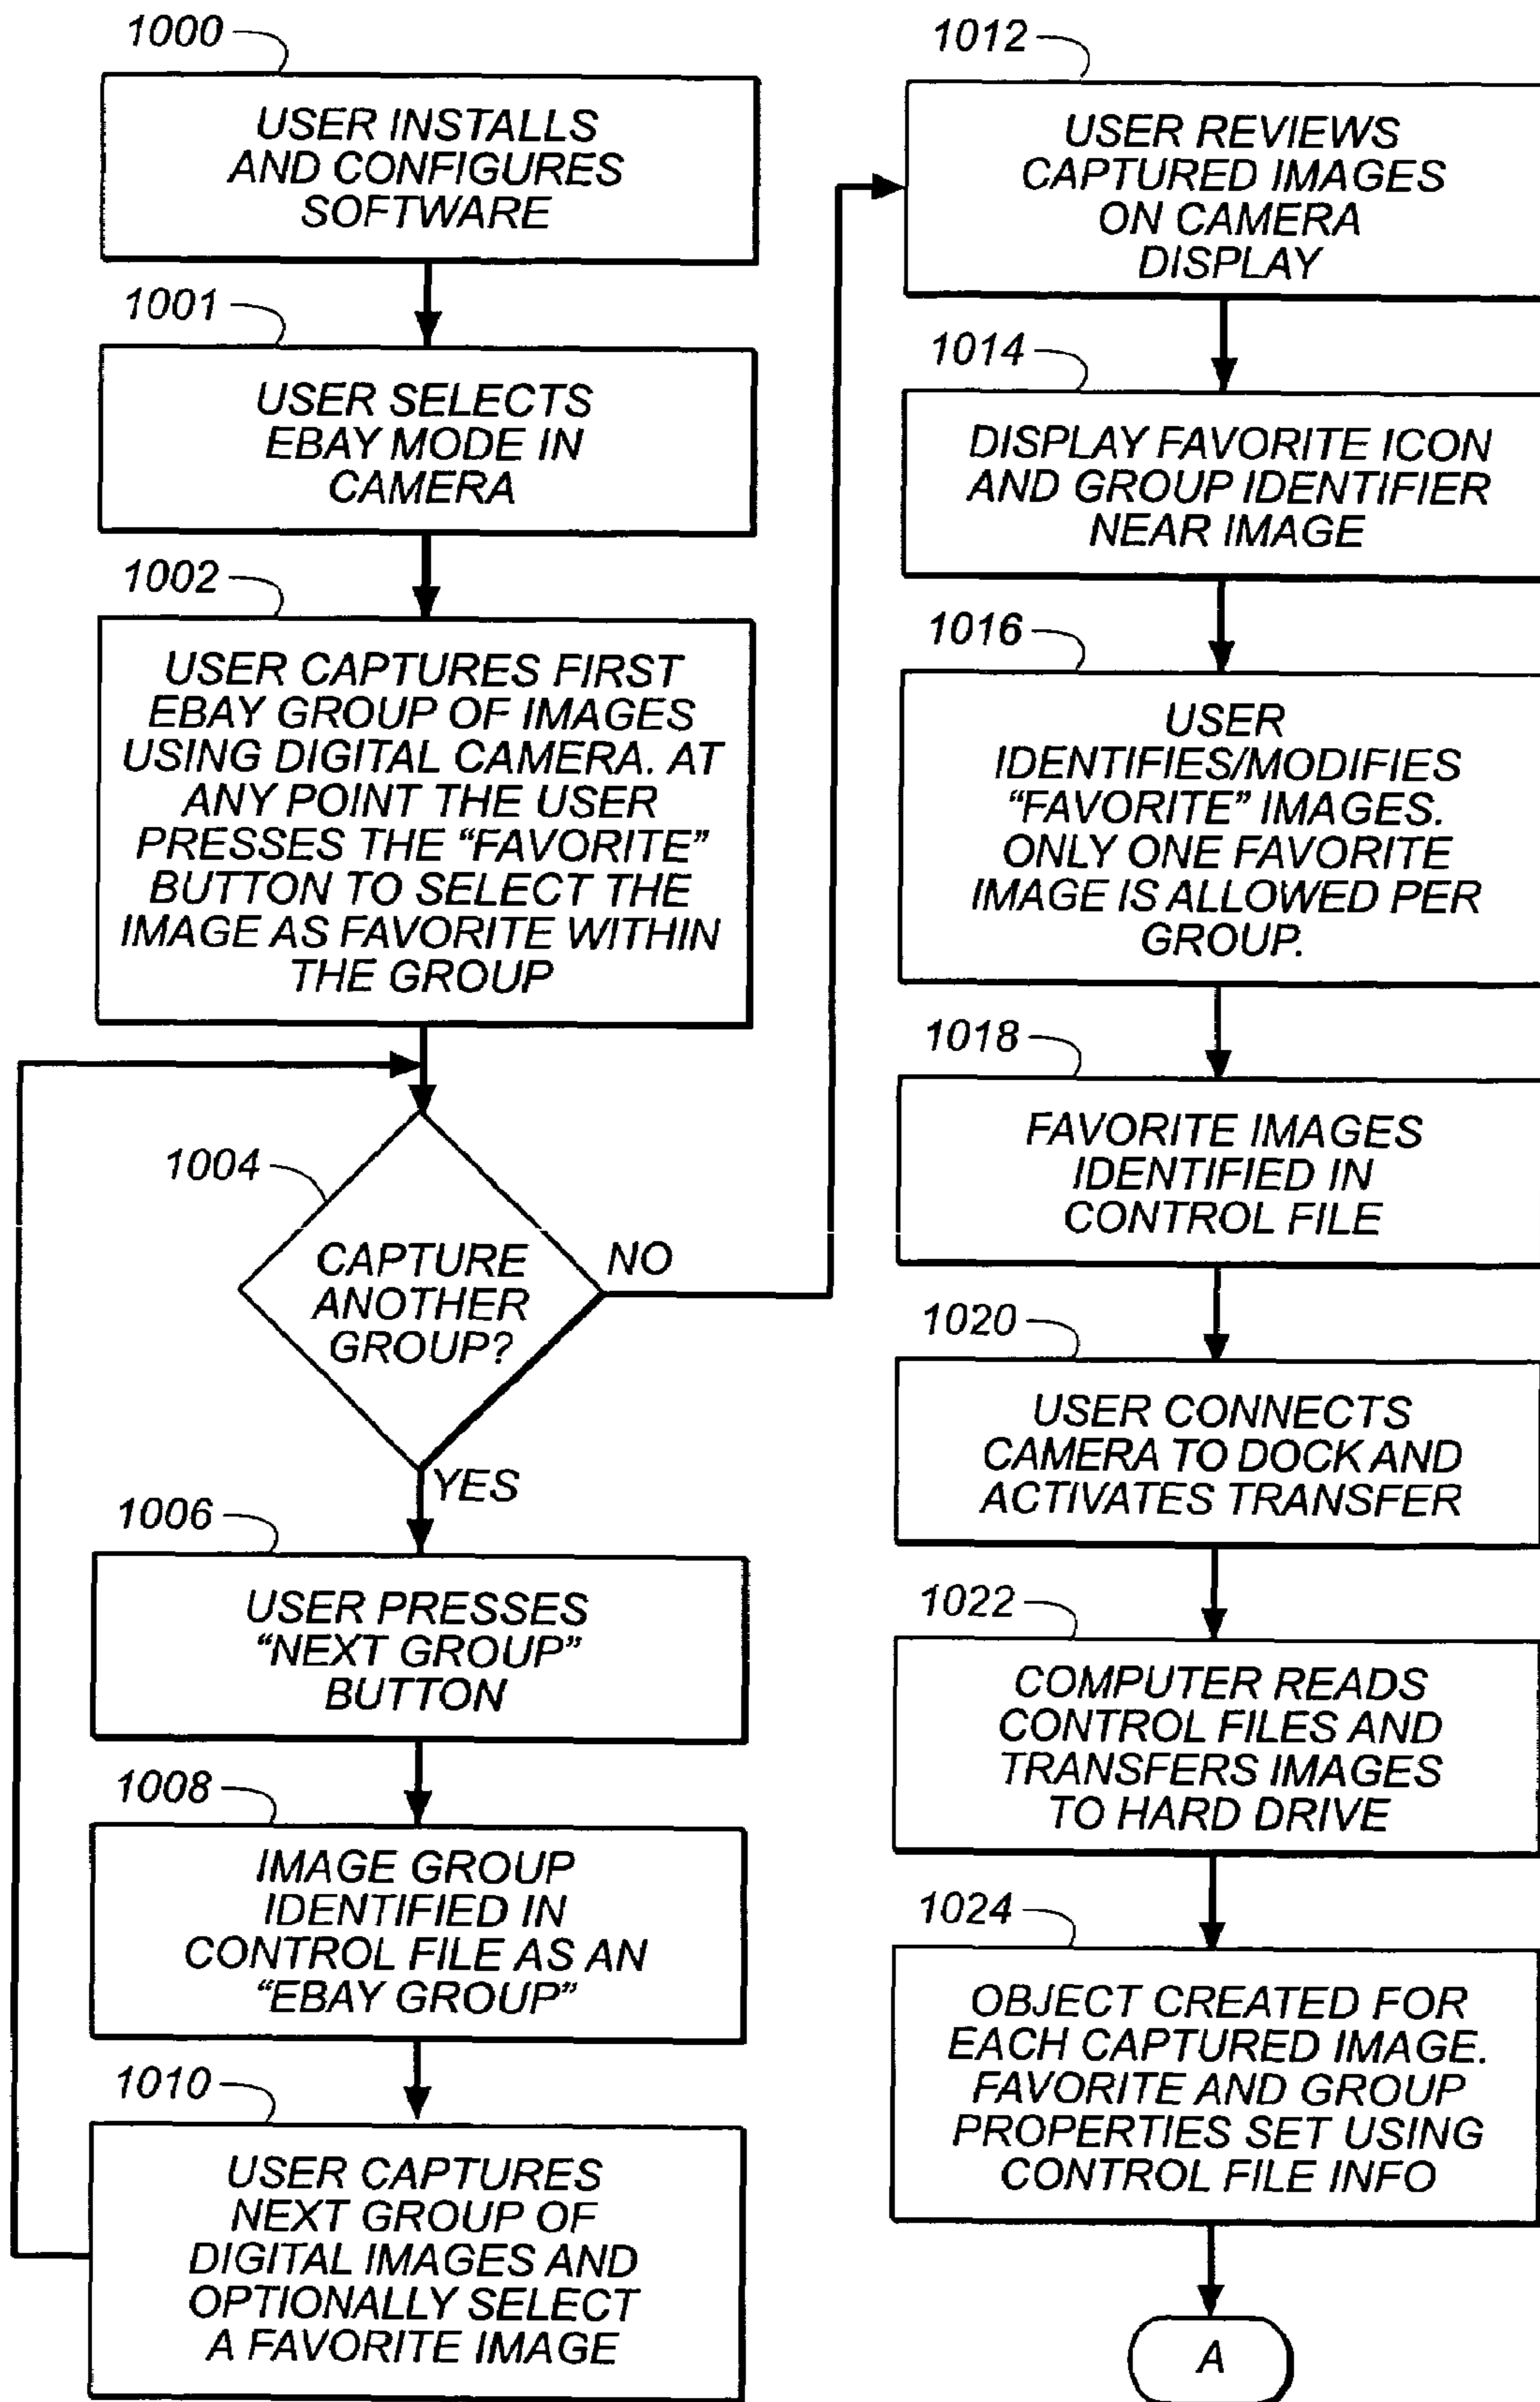 1000
USER INSTALLS
AND CONFIGURES
SOFTWARE
1001
USER SELECTS
EBAY MODE IN
CAMERA
1002
USER CAPTURES FIRST
EBAY GROUP OF IMAGES
USING DIGITAL CAMERA. AT
ANY POINT THE USER
PRESSES THE “FAVORITE”
BUTTON TO SELECT THE
IMAGE AS FAVORITE WITHIN
THE GROUP
1004
CAPTURE
ANOTHER
GROUP?
NO
YES
1006
USER PRESSES
“NEXT GROUP”
BUTTON
1008
IMAGE GROUP
IDENTIFIED IN
CONTROL FILE AS AN
“EBAY GROUP”
1010
USER CAPTURES
NEXT GROUP OF
DIGITAL IMAGES AND
OPTIONALLY SELECT
A FAVORITE IMAGE
1012
USER REVIEWS
CAPTURED IMAGES
ON CAMERA
DISPLAY
1014
DISPLAY FAVORITE ICON
AND GROUP IDENTIFIER
NEAR IMAGE
1016
USER
IDENTIFIES/MODIFIES
“FAVORITE” IMAGES.
ONLY ONE FAVORITE
IMAGE IS ALLOWED PER
GROUP.
1018
FAVORITE IMAGES
IDENTIFIED IN
CONTROL FILE
1020
USER CONNECTS
CAMERA TO DOCK AND
ACTIVATES TRANSFER
1022
COMPUTER READS
CONTROL FILES AND
TRANSFERS IMAGES
TO HARD DRIVE
1024
OBJECT CREATED FOR
EACH CAPTURED IMAGE.
FAVORITE AND GROUP
PROPERTIES SET USING
CONTROL FILE INFO
A